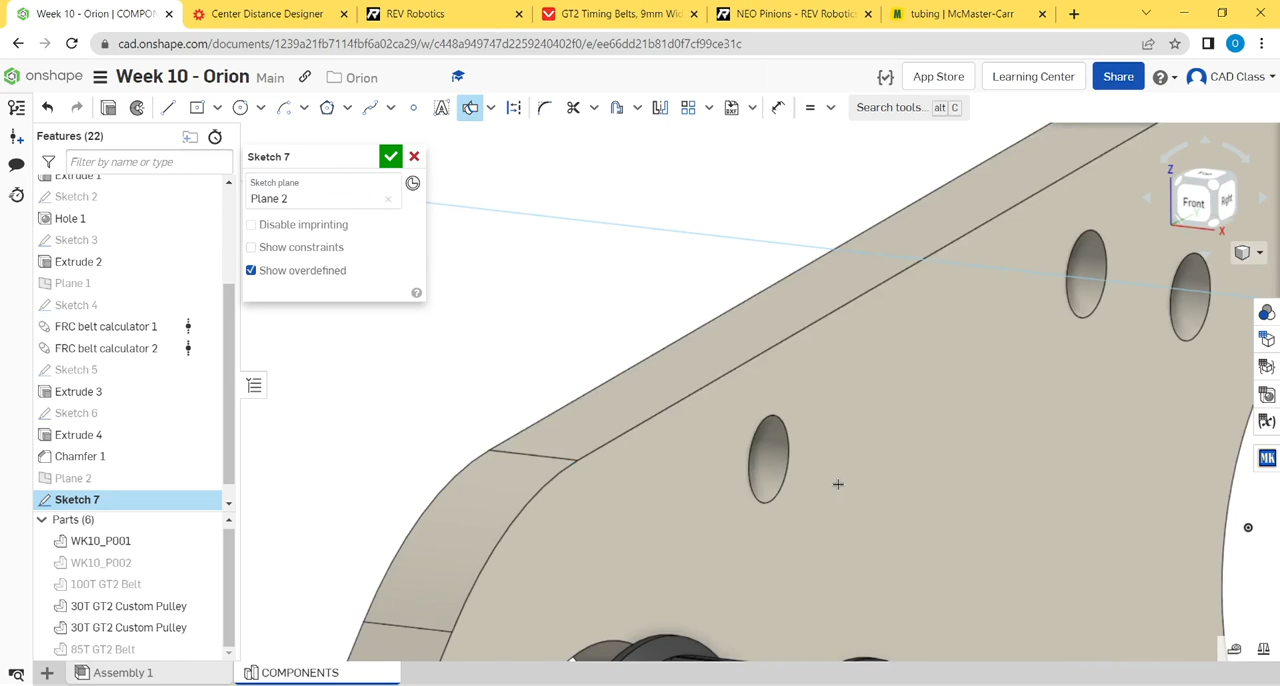 Week 10 - Orion | COMPON
Center Distance Designer
REV Robotics
GT2 Timing Belts, 9mm Wid
NEO Pinions - REV Robotics
tubing | McMaster-Carr
cad.onshape.com/documents/1239a21fb7114fbf6a02ca29/w/c448a949747d2259240402f0/e/ee66dd21b81d0f7cf99ce31c
onshape
Week 10 - Orion
Main
Orion
App Store
Learning Center
Share
CAD Class
Search tools...
alt
C
Features (22)
Filter by name or type
Extrude 1
Sketch 2
Hole 1
Sketch 3
Extrude 2
Plane 1
Sketch 4
FRC belt calculator 1
FRC belt calculator 2
Sketch 5
Extrude 3
Sketch 6
Extrude 4
Chamfer 1
Plane 2
Sketch 7
Parts (6)
WK10_P001
WK10_P002
100T GT2 Belt
30T GT2 Custom Pulley
30T GT2 Custom Pulley
85T GT2 Belt
Sketch 7
Sketch plane
Plane 2
Disable imprinting
Show constraints
Show overdefined
Z
Front
Right
X
MK
Assembly 1
COMPONENTS